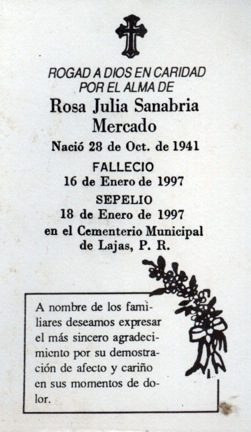 ROGAD A DIOS EN CARIDAD
POR EL ALMA DE
Rosa Julia Sanabria
Mercado
Nació 28 de Oct. de 1941
FALLECIO
16 de Enero de 1997
SEPELIO
18 de Enero de 1997
en el Cementerio Municipal
de Lajas, P. R.
A nombre de los fami-
liares deseamos expresar
el más sincero agradeci-
miento por su demostra-
ción de afecto y cariño
en sus momentos de do-
lor.